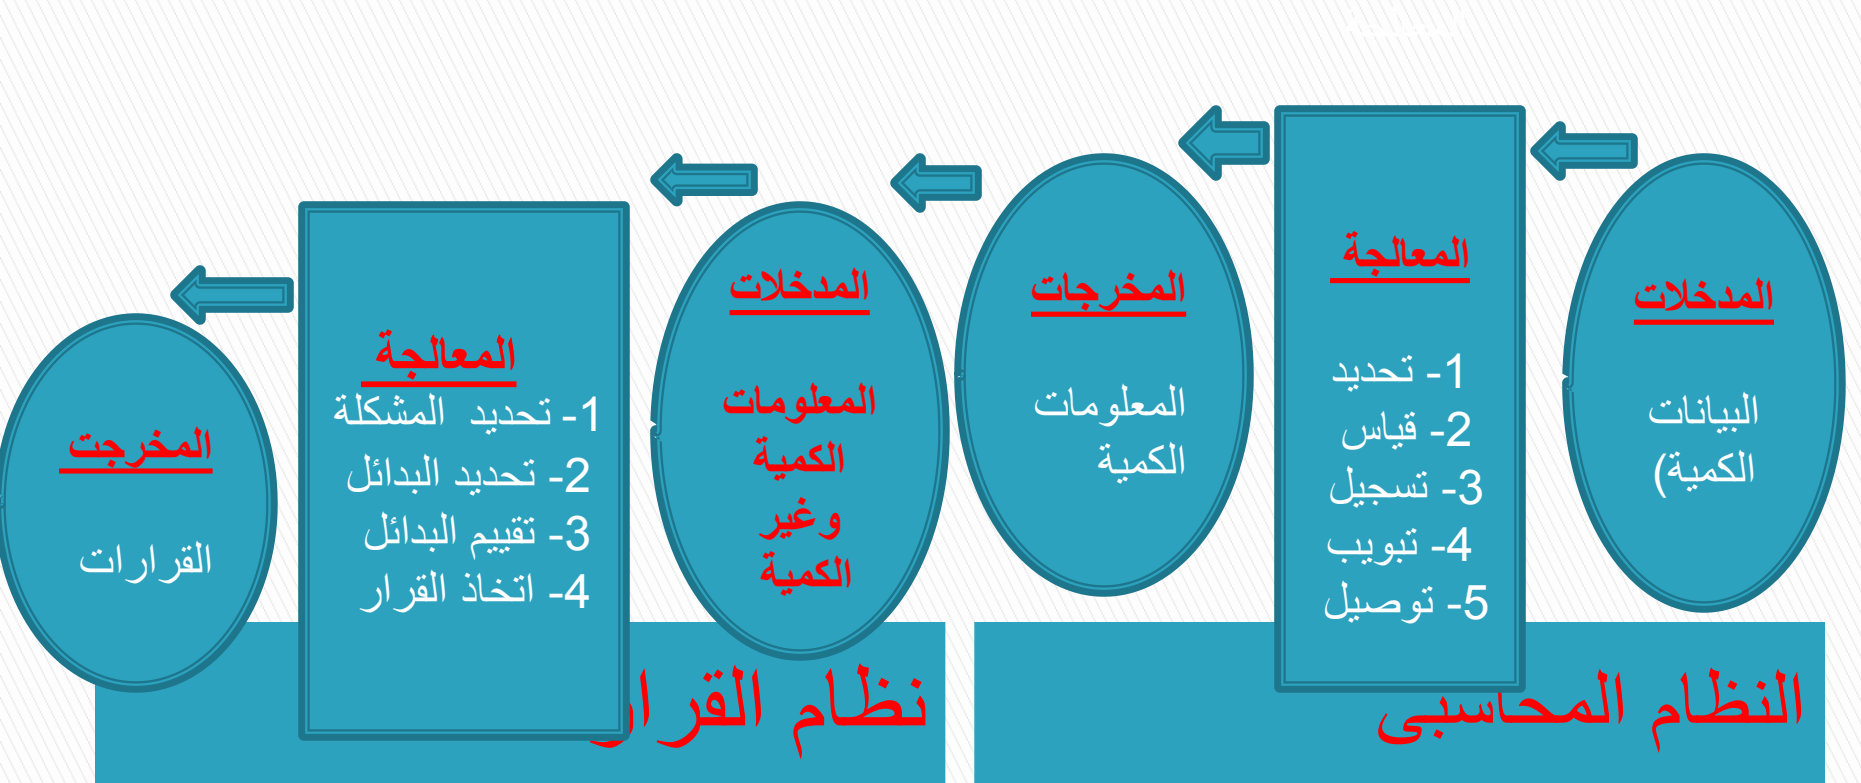 المدخلات
البيانات
الكمية)
المعالجة
1- تحديد
2- قياس
3- تسجيل
4- تبويب
5- توصيل
المخرجات
المعلومات
الكمية
النظام المحاسبى
المدخلات
المعلومات
الكمية
وغير
الكمية
المعالجة
1- تحديد المشكلة
2- تحديد البدائل
3- تقييم البدائل
4- اتخاذ القرار
المخرجت
القرارات
نظام القرار